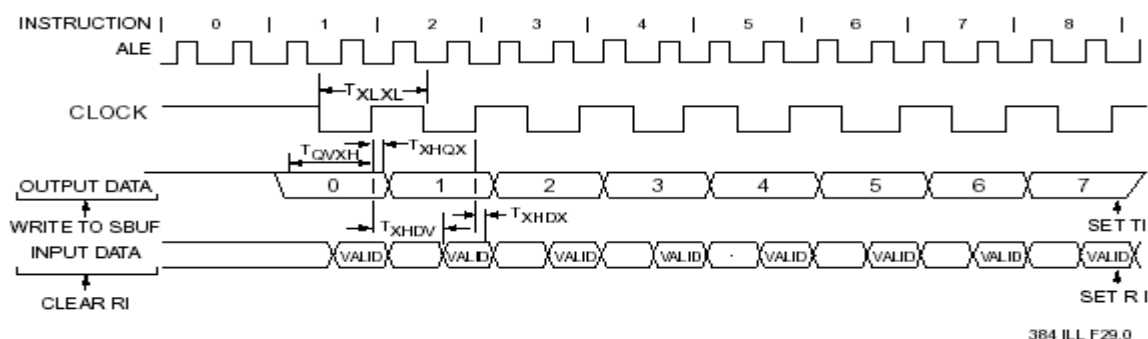 INSTRUCTION 0 1 2 3 4 5 6 7 8
ALE
TXLXL
CLOCK
TQVXH TXHQX
OUTPUT DATA 0 1 2 3 4 5 6 7
TXHDV TXHDX
WRITE TO SBUF SET TI
INPUT DATA VALID VALID VALID VALID VALID VALID VALID VALID
CLEAR RI SET R I
384 ILL F29.0